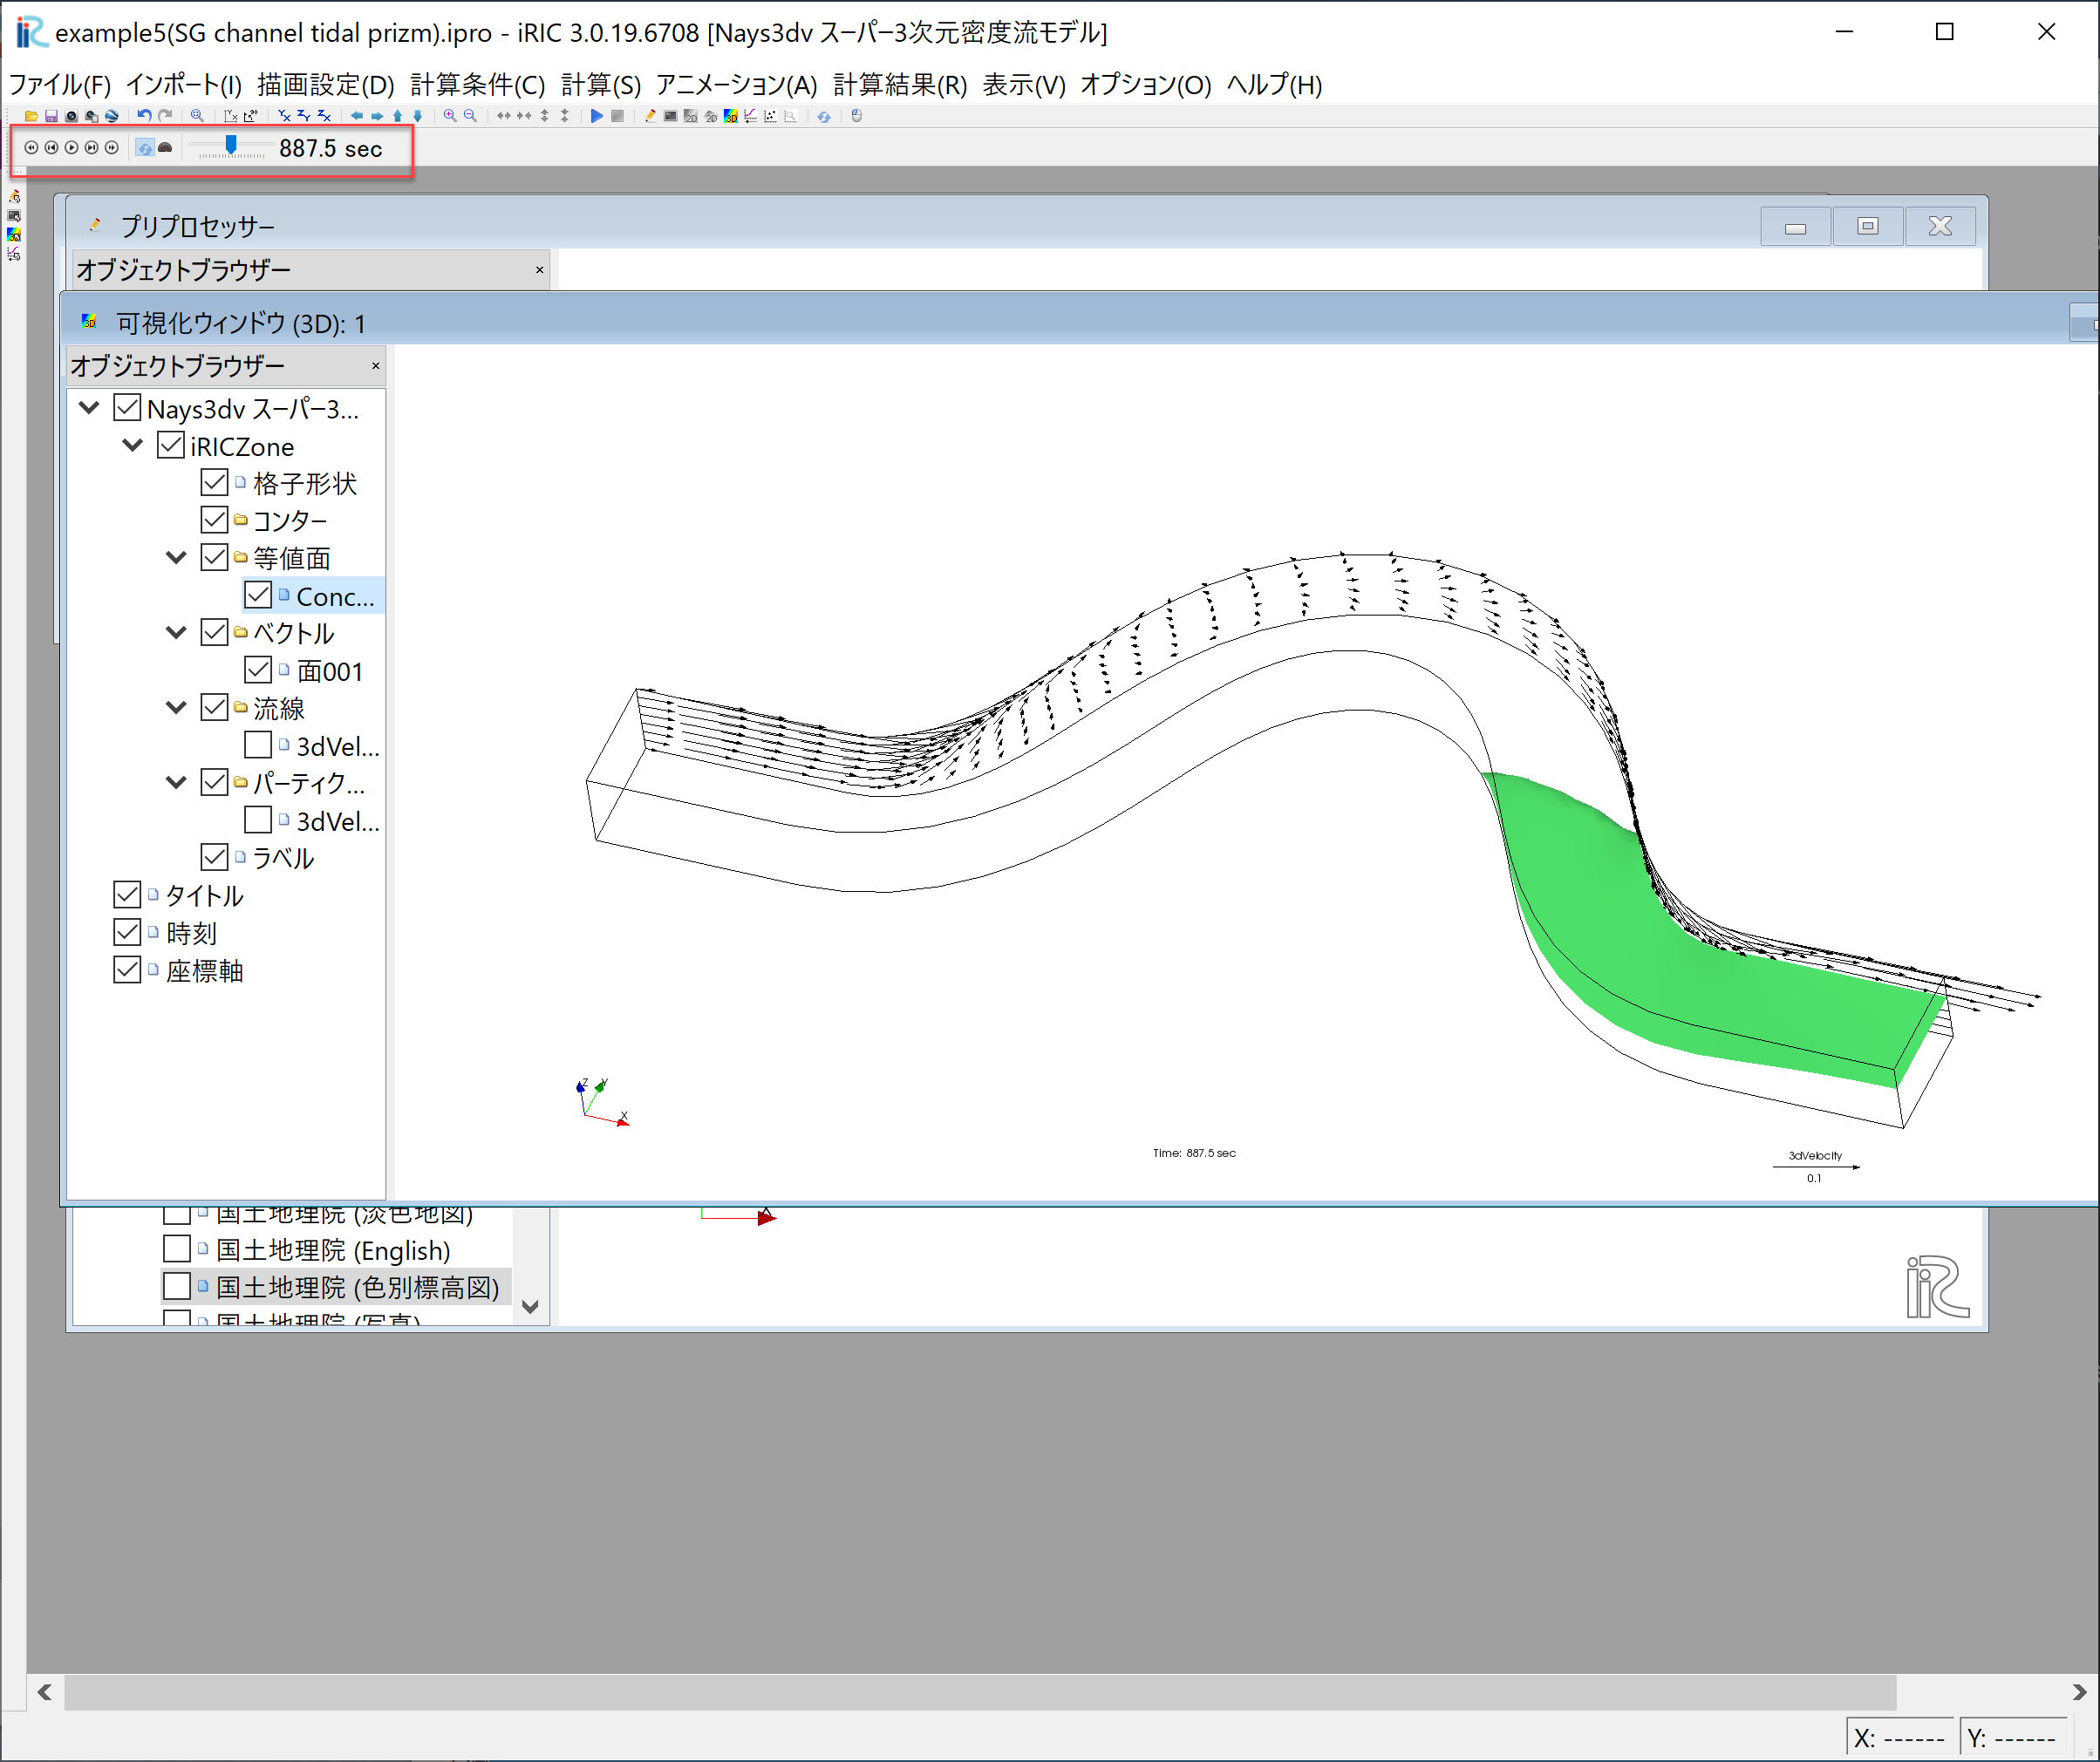 example5(SG channel tidal prizm).ipro - iRIC 3.0.19.6708 [Nays3dv スーパー3次元密度流モデル]
ファイル(F) インポート(I) 描画設定(D) 計算条件(C) 計算(S) アニメーション(A) 計算結果(R) 表示(V) オプション(O) ヘルプ(H)
887.5 sec
プリプロセッサー
オブジェクトブラウザー
可視化ウィンドウ (3D): 1
オブジェクトブラウザー
Nays3dv スーパー3...
iRICZone
格子形状
コンター
等値面
Conc...
ベクトル
面001
流線
3dVel...
パーティク...
3dVel...
ラベル
タイトル
時刻
座標軸
Z
Y
X
Time: 887.5 sec
3dVelocity
0.1
国土地理院 (淡色地図)
国土地理院 (English)
国土地理院 (色別標高図)
国土地理院 (写真)
iRiC
X: ------ Y: ------